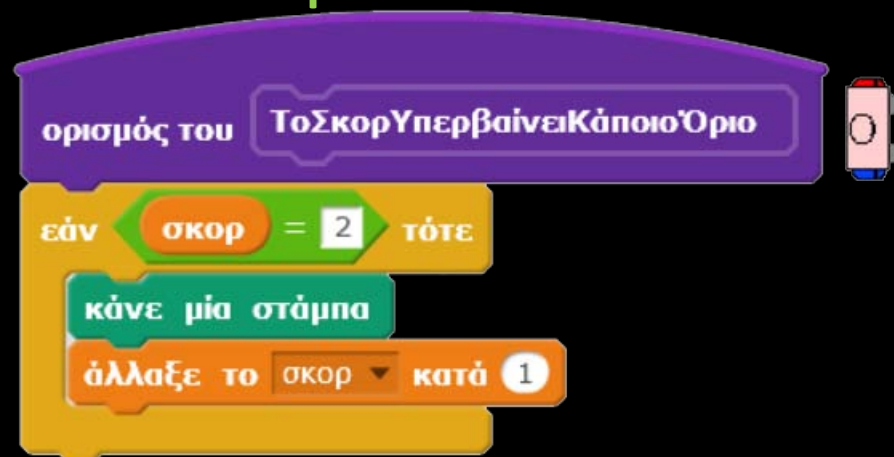 ορισμός του ΤοΣκορΥπερβαίνειΚάποιοΌριο
εάν σκορ = 2 τότε
κάνε μία στάμπα
άλλαξε το σκορ κατά 1